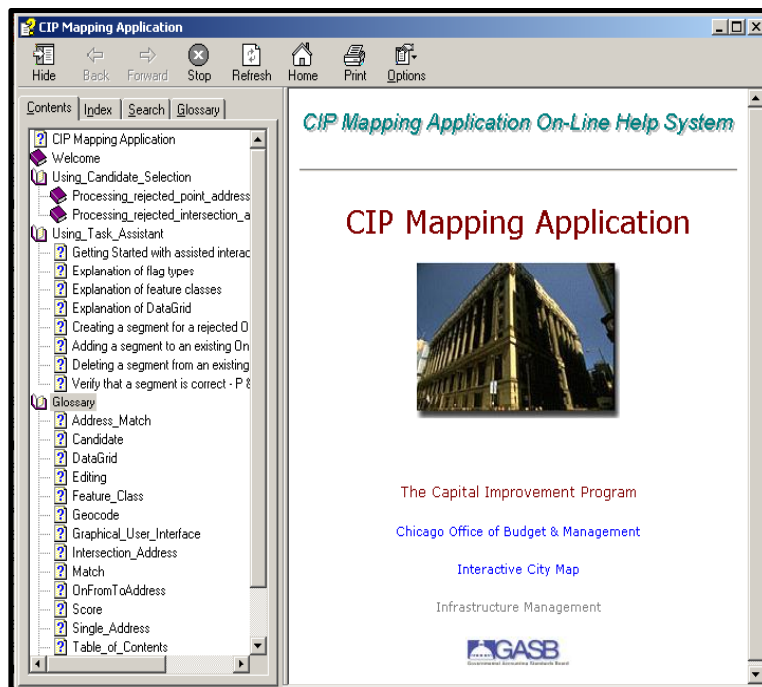 CIP Mapping Application
Hide Back Forward Stop Refresh Home Print Options
Contents Index Search Glossary
CIP Mapping Application
Welcome
Using_Candidate_Selection
Processing_rejected_point_address
Processing_rejected_intersection_a
Using_Task_Assistant
Getting Started with assisted interac
Explanation of flag types
Explanation of feature classes
Explanation of DataGrid
Creating a segment for a rejected O
Adding a segment to an existing On
Deleting a segment from an existing
Verify that a segment is correct - P &
Glossary
Address_Match
Candidate
DataGrid
Editing
Feature_Class
Geocode
Graphical_User_Interface
Intersection_Address
Match
OnFromToAddress
Score
Single_Address
Table_of_Contents
CIP Mapping Application On-Line Help System
CIP Mapping Application
The Capital Improvement Program
Chicago Office of Budget & Management
Interactive City Map
Infrastructure Management
GASB
Governmental Accounting Standards Board